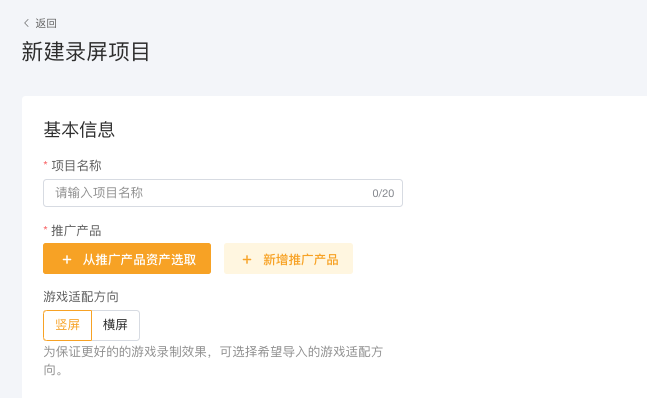 返回
新建录屏项目
基本信息
* 项目名称
请输入项目名称 0/20
* 推广产品
+ 从推广产品资产选取 + 新增推广产品
游戏适配方向
竖屏 横屏
为保证更好的的游戏录制效果，可选择希望导入的游戏适配方
向。